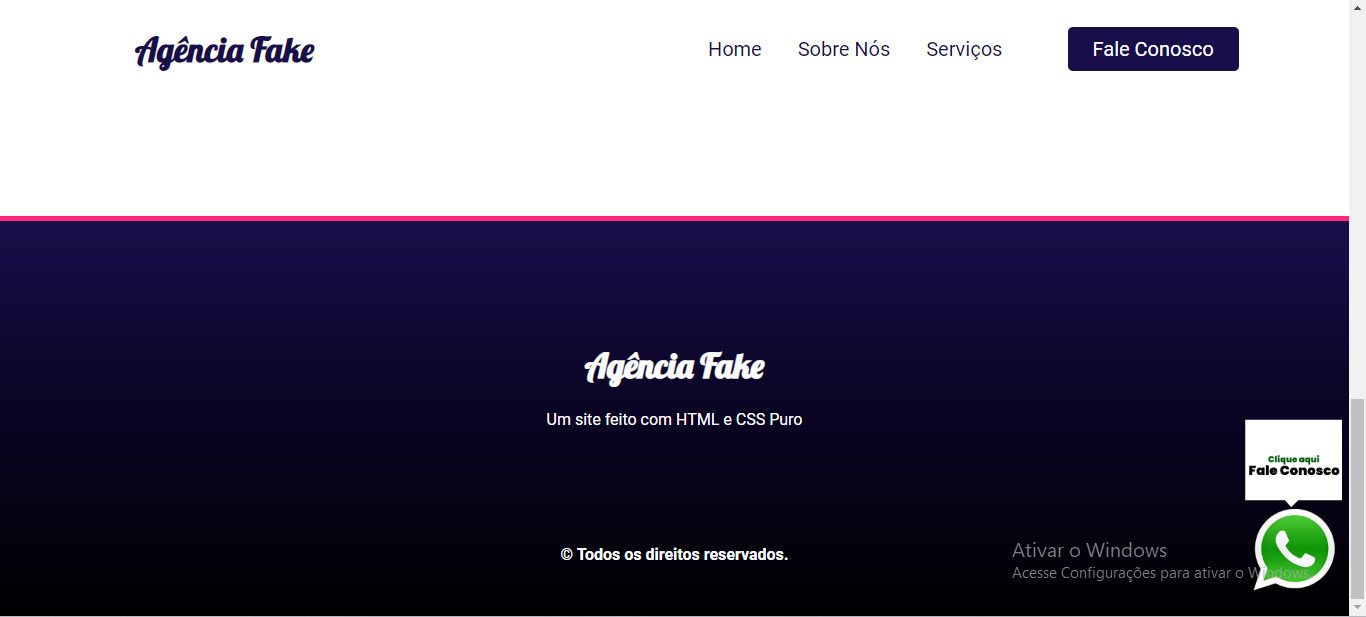 Agência Fake
Home Sobre Nós Serviços Fale Conosco
Agência Fake
Um site feito com HTML e CSS Puro
Clique aqui
Fale Conosco
© Todos os direitos reservados.
Ativar o Windows
Acesse Configurações para ativar o Windows.